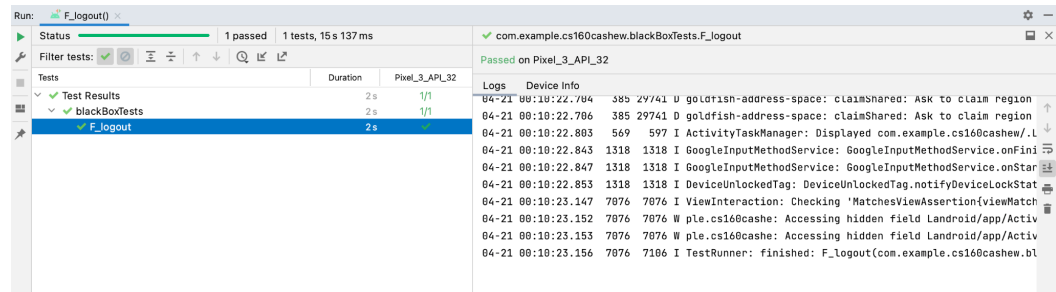 Run: F_logout()
Status 1 passed 1 tests, 15 s 137 ms
Filter tests:
Tests Duration Pixel_3_API_32
Test Results 2 s 1/1
blackBoxTests 2 s 1/1
F_logout 2 s
com.example.cs160cashew.blackBoxTests.F_logout
Passed on Pixel_3_API_32
Logs Device Info
04-21 00:10:22.704 385 29741 D goldfish-address-space: claimShared: Ask to claim region
04-21 00:10:22.706 385 29741 D goldfish-address-space: claimShared: Ask to claim region
04-21 00:10:22.803 569 597 I ActivityTaskManager: Displayed com.example.cs160cashew/.L
04-21 00:10:22.843 1318 1318 I GoogleInputMethodService: GoogleInputMethodService.onFini
04-21 00:10:22.847 1318 1318 I GoogleInputMethodService: GoogleInputMethodService.onStar
04-21 00:10:22.853 1318 1318 I DeviceUnlockedTag: DeviceUnlockedTag.notifyDeviceLockStat
04-21 00:10:23.147 7076 7076 I ViewInteraction: Checking 'MatchesViewAssertion{viewMatch
04-21 00:10:23.152 7076 7076 W ple.cs160cashe: Accessing hidden field Landroid/app/Activ
04-21 00:10:23.153 7076 7076 W ple.cs160cashe: Accessing hidden field Landroid/app/Activ
04-21 00:10:23.156 7076 7106 I TestRunner: finished: F_logout(com.example.cs160cashew.bl